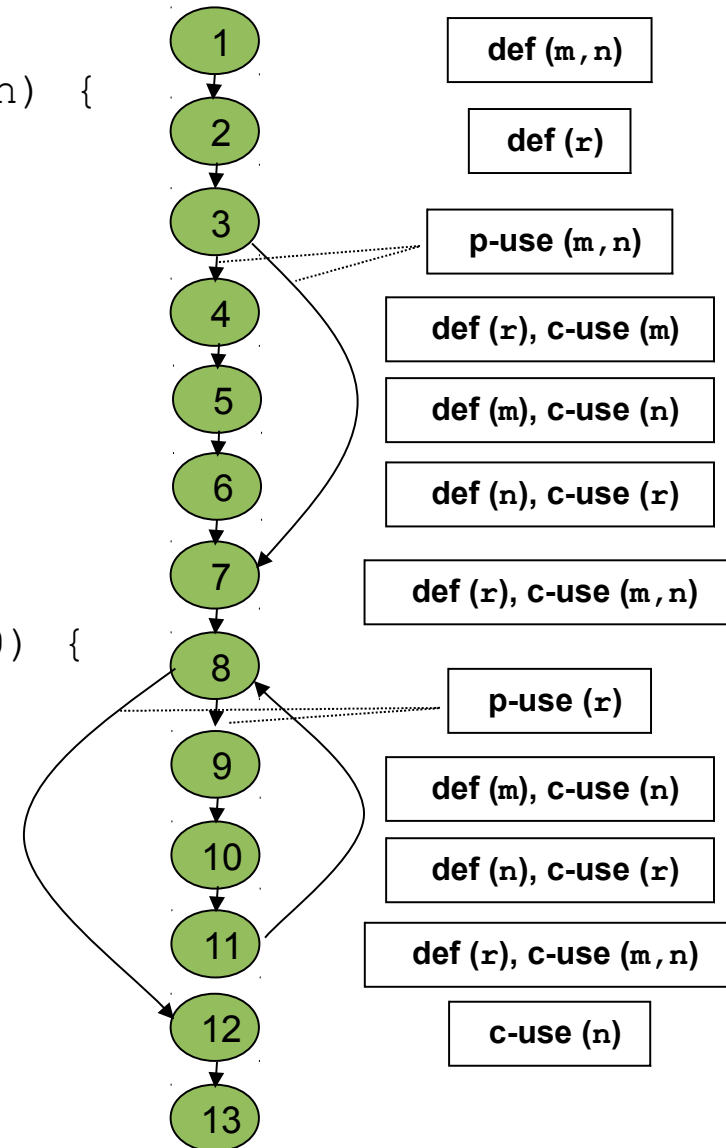 1
def (m,n)
n) {
2
def (r)
3
p-use (m,n)
4
def (r), c-use (m)
5
def (m), c-use (n)
6
def (n), c-use (r)
7
def (r), c-use (m,n)
) {
8
p-use (r)
9
def (m), c-use (n)
10
def (n), c-use (r)
11
def (r), c-use (m,n)
12
c-use (n)
13